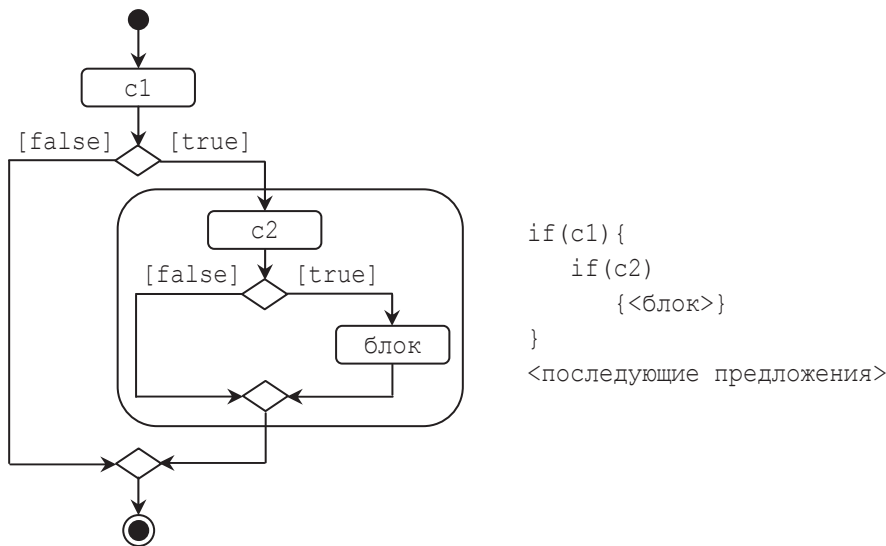 c1
[false] [true]
c2
[false] [true]
блок
if(c1){
if(c2)
{<блок>}
}
<последующие предложения>